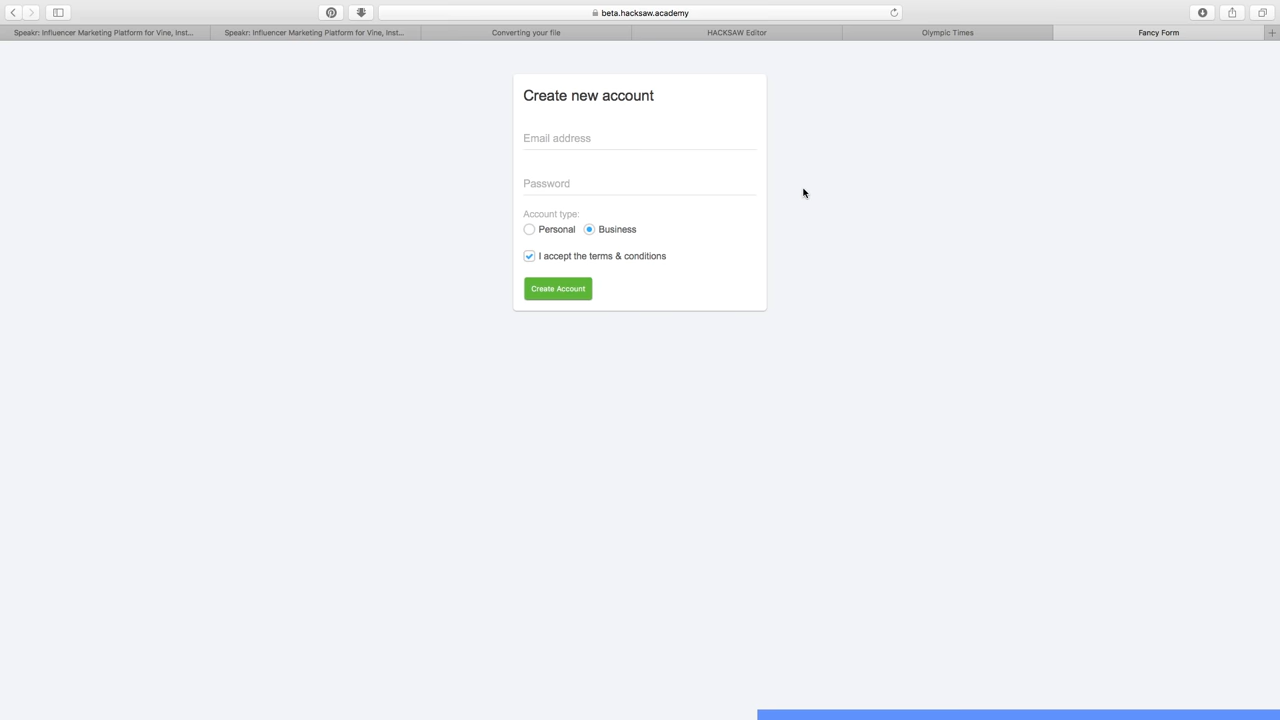 beta.hacksaw.academy
Speakr: Influencer Marketing Platform for Vine, Inst...
Speakr: Influencer Marketing Platform for Vine, Inst...
Converting your file
HACKSAW Editor
Olympic Times
Fancy Form
Create new account
Email address
Password
Account type:
Personal
Business
I accept the terms & conditions
Create Account